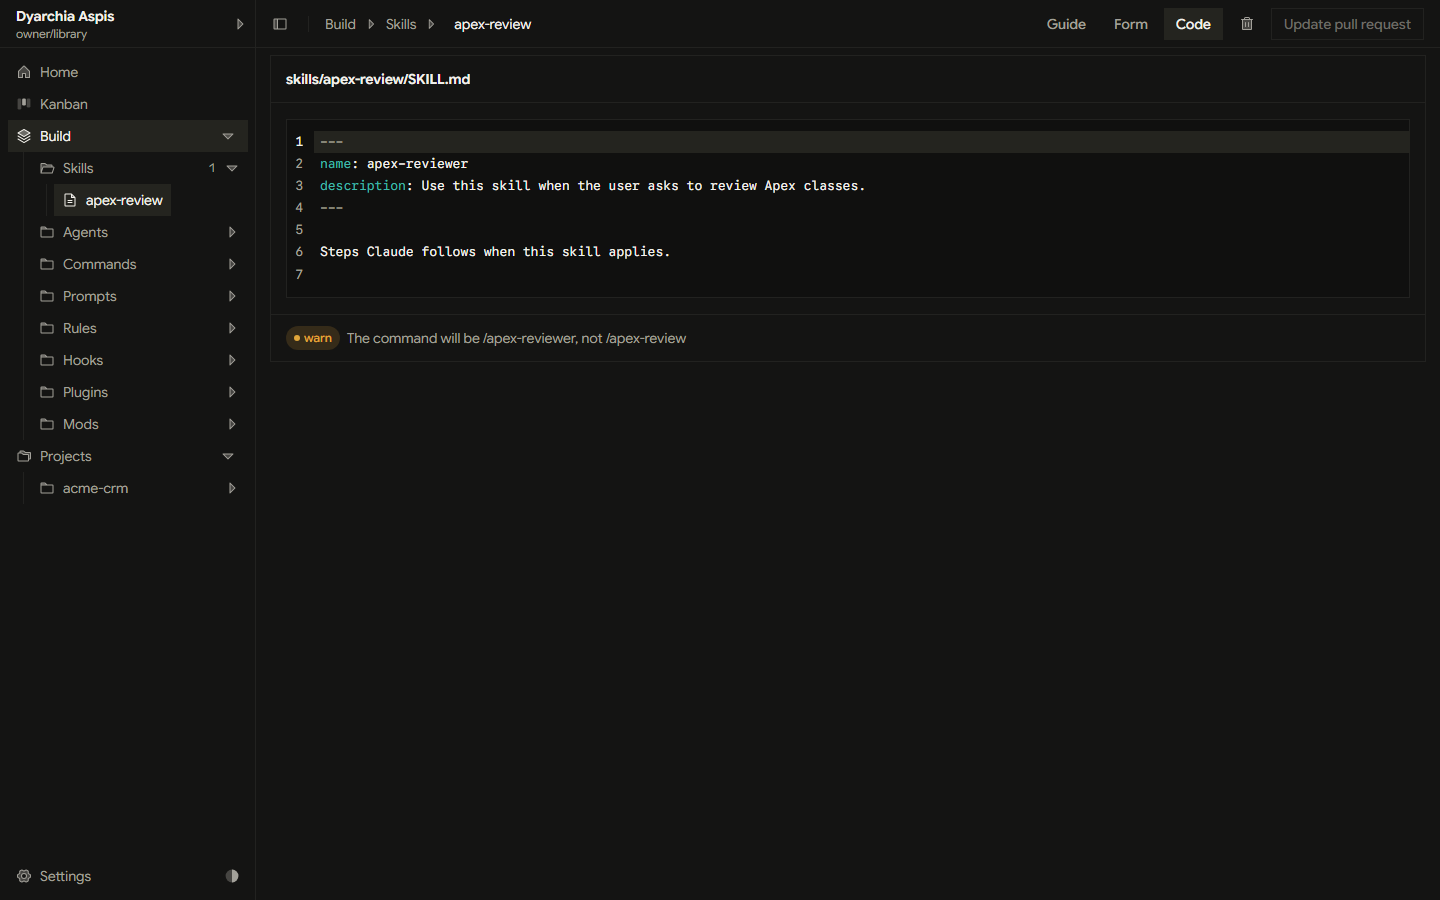 Dyarchia Aspis
owner/library
Home
Kanban
Build
Skills 1
apex-review
Agents
Commands
Prompts
Rules
Hooks
Plugins
Mods
Projects
acme-crm
Settings
Build Skills apex-review
Guide Form Code Update pull request
skills/apex-review/SKILL.md
1 ---
2 name: apex-reviewer
3 description: Use this skill when the user asks to review Apex classes.
4 ---
5
6 Steps Claude follows when this skill applies.
7
warn The command will be /apex-reviewer, not /apex-review